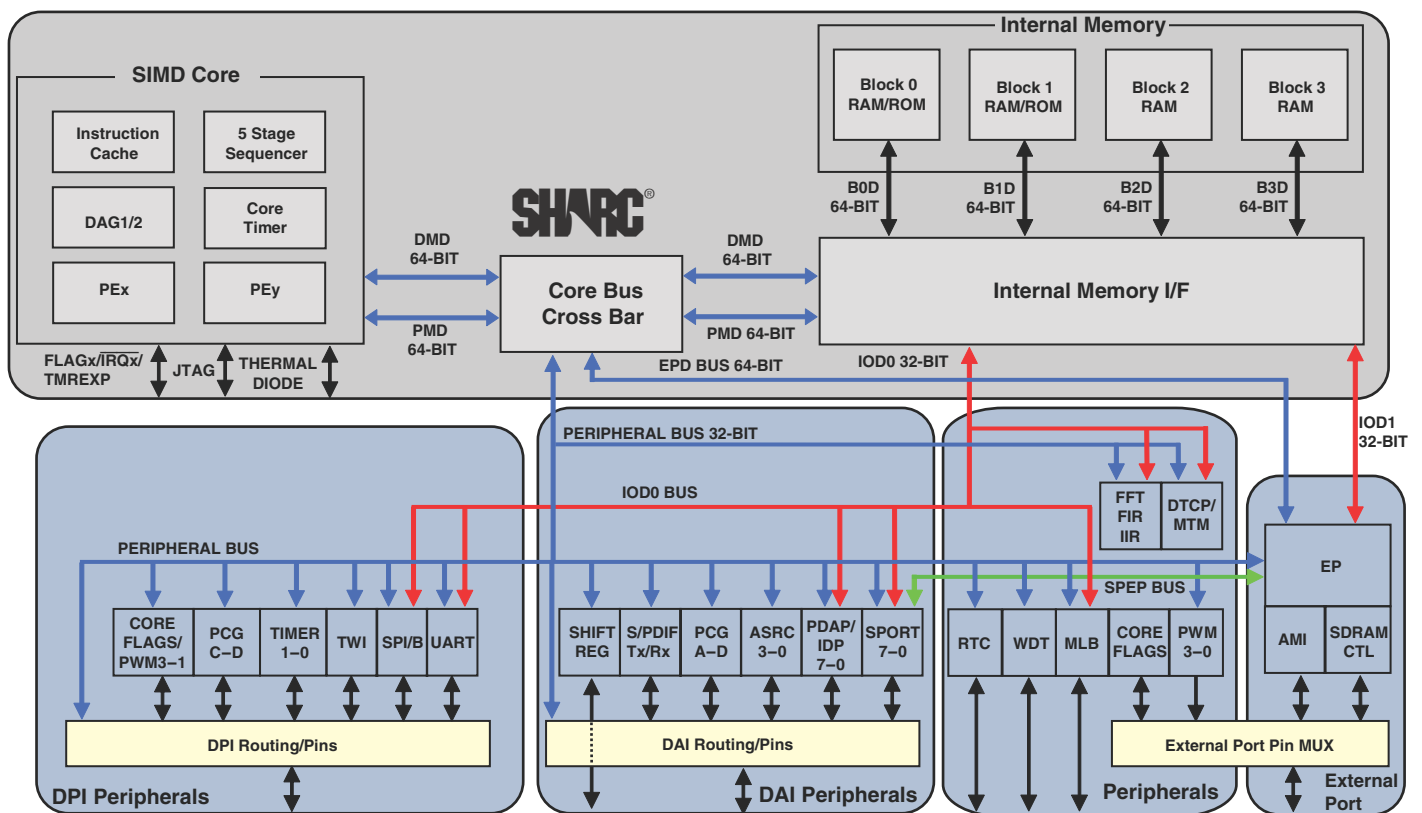 Internal Memory
SIMD Core
Block 0
RAM/ROM
Block 1
RAM/ROM
Block 2
RAM
Block 3
RAM
Instruction
Cache
5 Stage
Sequencer
DAG1/2
Core
Timer
PEx
PEy
B0D
64-BIT
B1D
64-BIT
B2D
64-BIT
B3D
64-BIT
SHARC®
DMD
64-BIT
DMD
64-BIT
Core Bus
Cross Bar
Internal Memory I/F
PMD
64-BIT
PMD 64-BIT
FLAGx/IRQx/
TMREXP
JTAG
THERMAL
DIODE
EPD BUS 64-BIT
IOD0 32-BIT
IOD1
32-BIT
PERIPHERAL BUS 32-BIT
IOD0 BUS
FFT
FIR
IIR
DTCP/
MTM
PERIPHERAL BUS
EP
SPEP BUS
CORE
FLAGS/
PWM3–1
PCG
C–D
TIMER
1–0
TWI
SPI/B
UART
SHIFT
REG
S/PDIF
Tx/Rx
PCG
A–D
ASRC
3–0
PDAP/
IDP
7–0
SPORT
7–0
RTC
WDT
MLB
CORE
FLAGS
PWM
3–0
AMI
SDRAM
CTL
DPI Routing/Pins
DAI Routing/Pins
External Port Pin MUX
DPI Peripherals
DAI Peripherals
Peripherals
External
Port